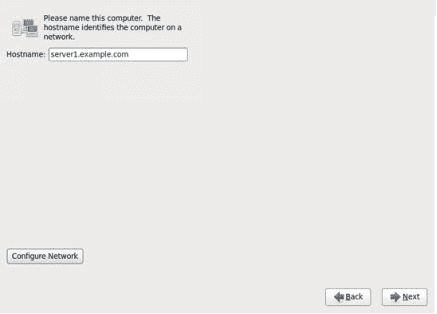 Please name this computer. The
hostname identifies the computer on a
network.
Hostname: server1.example.com
Configure Network
Back
Next